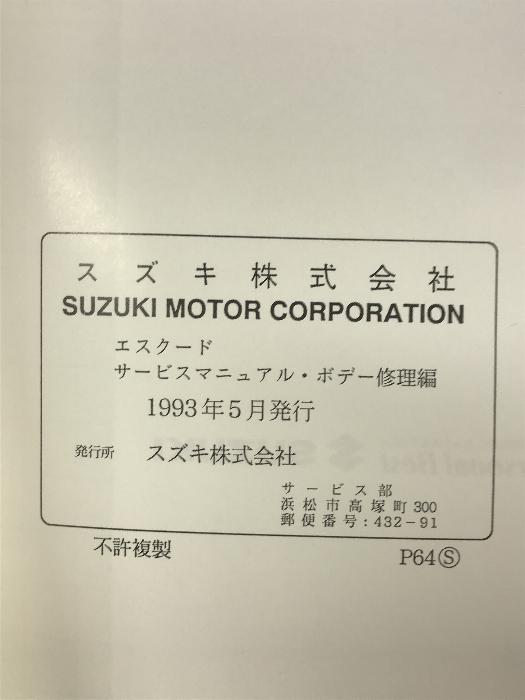 スズキ株式会社
SUZUKI MOTOR CORPORATION
エスクード
サービスマニュアル・ボデー修理編
1993年5月発行
発行所 スズキ株式会社
サービス部
浜松市高塚町300
郵便番号:432-91
不許複製 P64Ⓢ